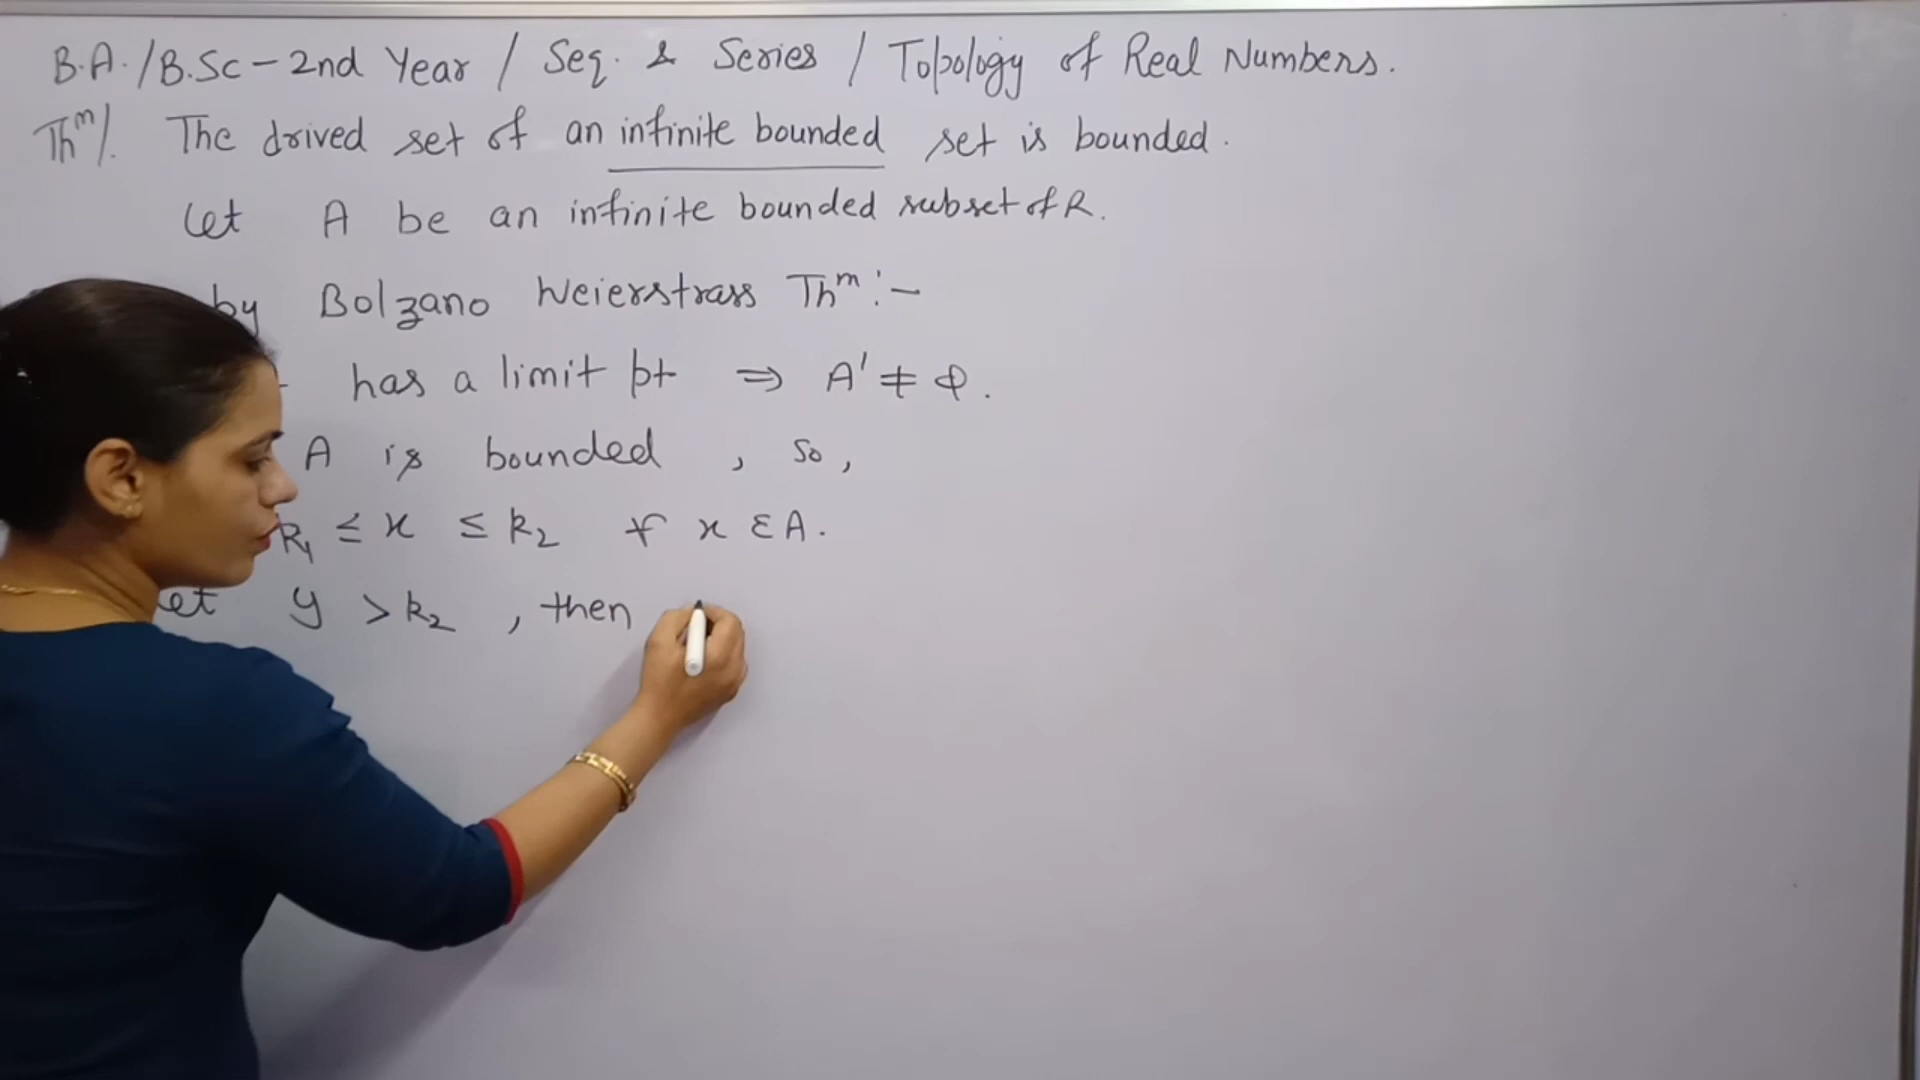 B.A./B.Sc - 2nd Year / Seq. & Series / Topology of Real Numbers.
Thm/. The drived set of an infinite bounded set is bounded.
Let A be an infinite bounded subset of R.
by Bolzano Weierstrass Thm :-
has a limit pt ⇒ A' ≠ φ.
A is bounded , so,
k₁ ≤ x ≤ k₂ ∀ x ∈ A.
et y > k₂ , then